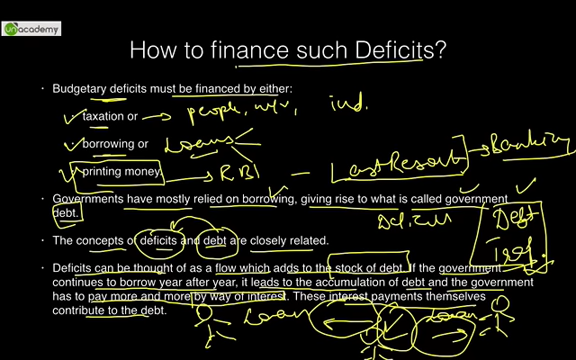 unacademy
How to finance such Deficits?
• Budgetary deficits must be financed by either:
✓ taxation or → people, ind.
✓ borrowing or Loans
✓ printing money. → RBI - Last Resort → Banking
• Governments have mostly relied on borrowing, giving rise to what is called government
debt.
Deficits
Debt
• The concepts of deficits and debt are closely related.
• Deficits can be thought of as a flow which adds to the stock of debt. If the government
continues to borrow year after year, it leads to the accumulation of debt and the government
has to pay more and more by way of interest. These interest payments themselves
contribute to the debt.
Loan Loan